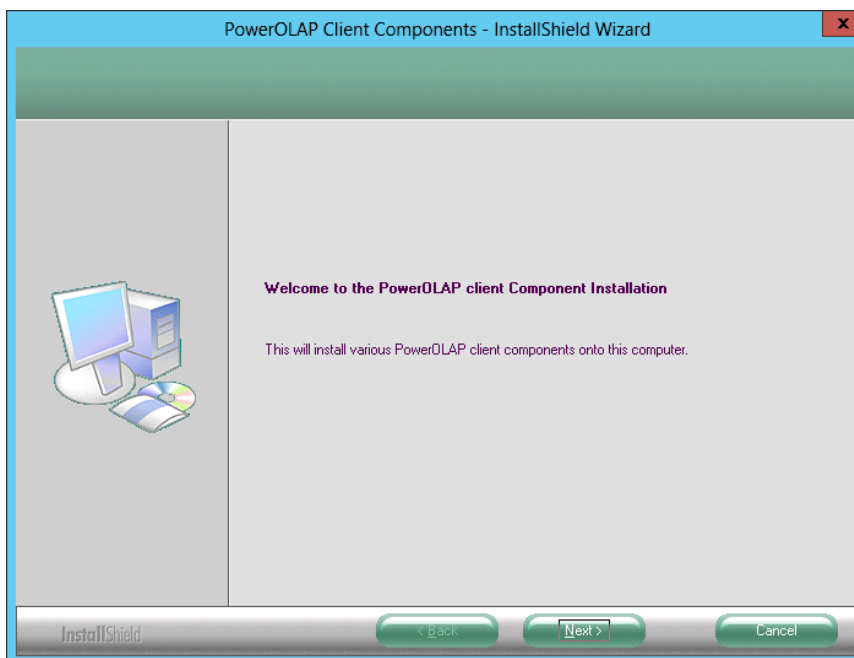 PowerOLAP Client Components - InstallShield Wizard
x
Welcome to the PowerOLAP client Component Installation
This will install various PowerOLAP client components onto this computer.
InstallShield
< Back
Next >
Cancel